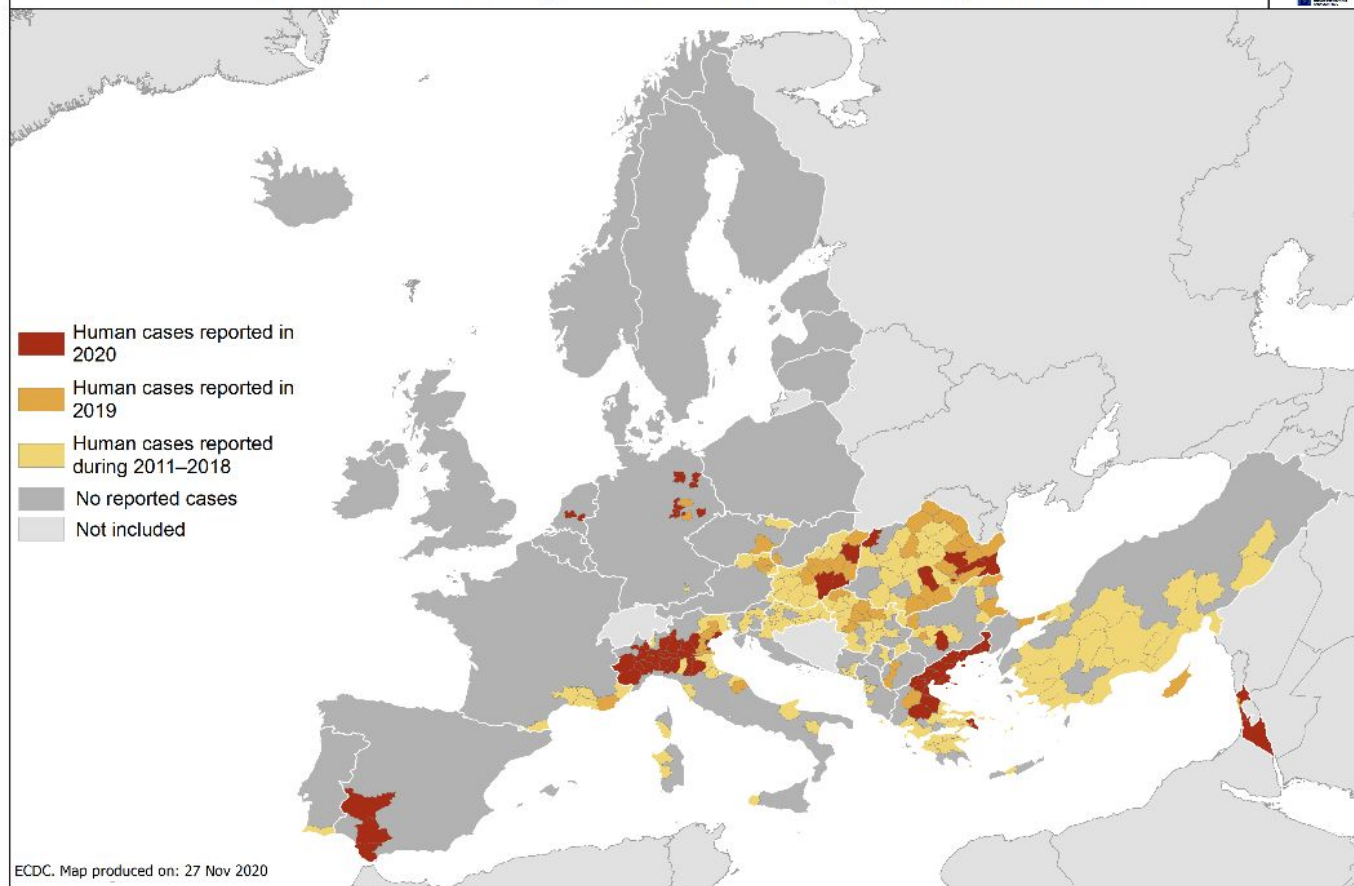 Human cases reported in
2020
Human cases reported in
2019
Human cases reported
during 2011–2018
No reported cases
Not included
ECDC. Map produced on: 27 Nov 2020